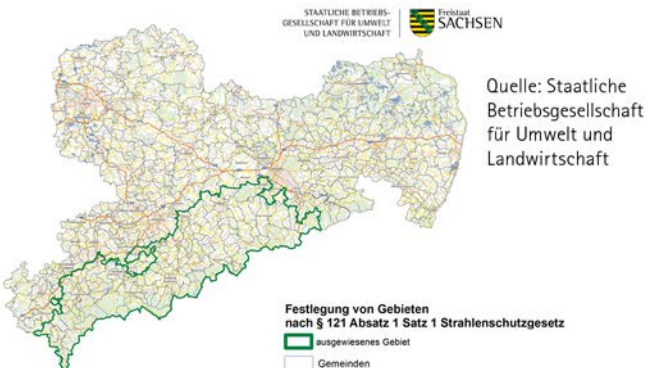 STAATLICHE BETRIEBS-
GESELLSCHAFT FÜR UMWELT
UND LANDWIRTSCHAFT
Freistaat
SACHSEN
Quelle: Staatliche
Betriebsgesellschaft
für Umwelt und
Landwirtschaft
Festlegung von Gebieten
nach § 121 Absatz 1 Satz 1 Strahlenschutzgesetz
ausgewiesenes Gebiet
Gemeinden